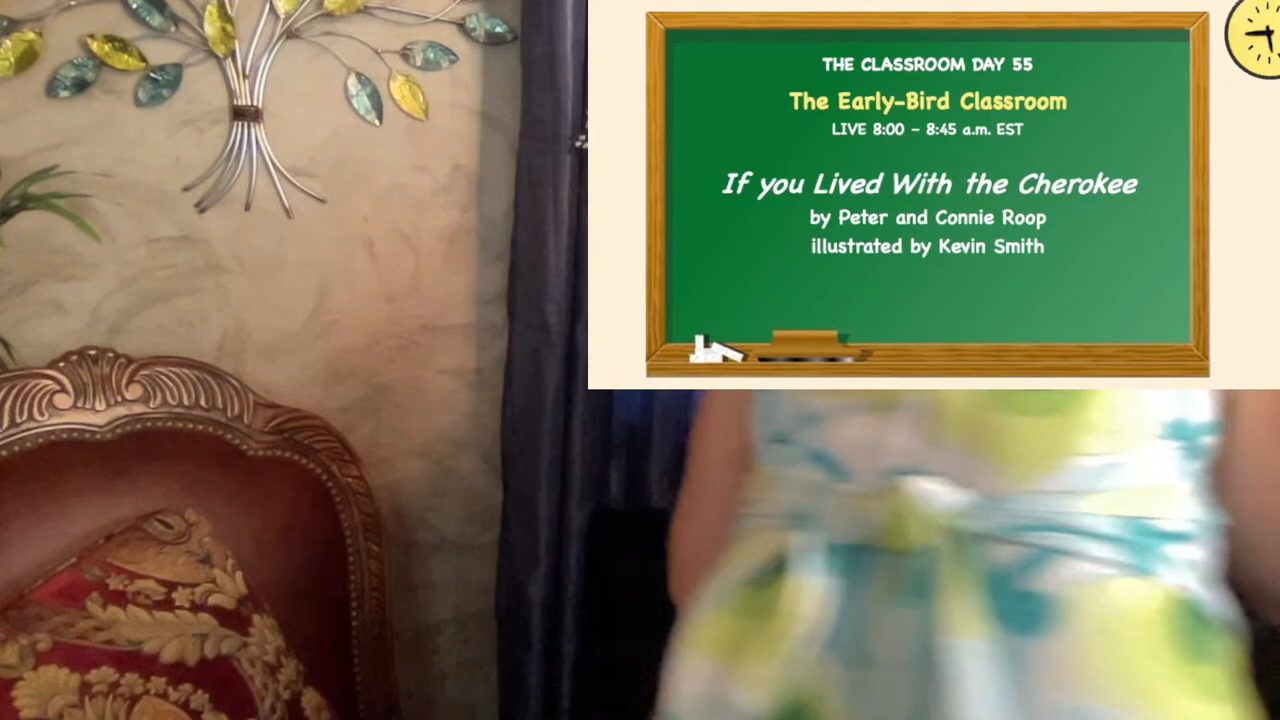 THE CLASSROOM DAY 55
The Early-Bird Classroom
LIVE 8:00 - 8:45 a.m. EST
If you Lived With the Cherokee
by Peter and Connie Roop
illustrated by Kevin Smith